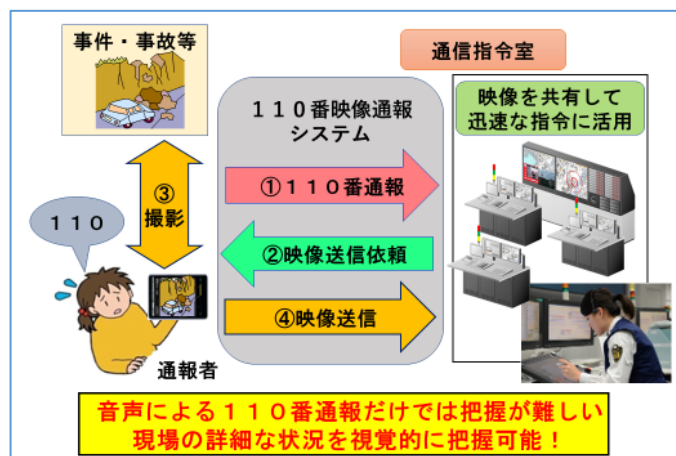 事件・事故等
通信指令室
110番映像通報
システム
映像を共有して
迅速な指令に活用
①110番通報
③
撮影
110
②映像送信依頼
④映像送信
通報者
音声による110番通報だけでは把握が難しい
現場の詳細な状況を視覚的に把握可能！